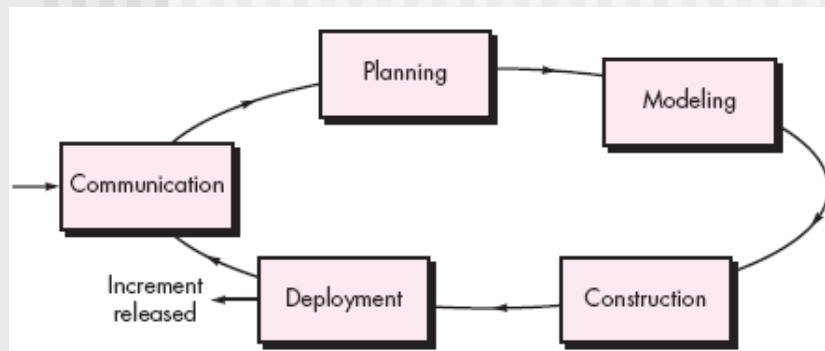 Planning
Modeling
Communication
Increment
released
Deployment
Construction